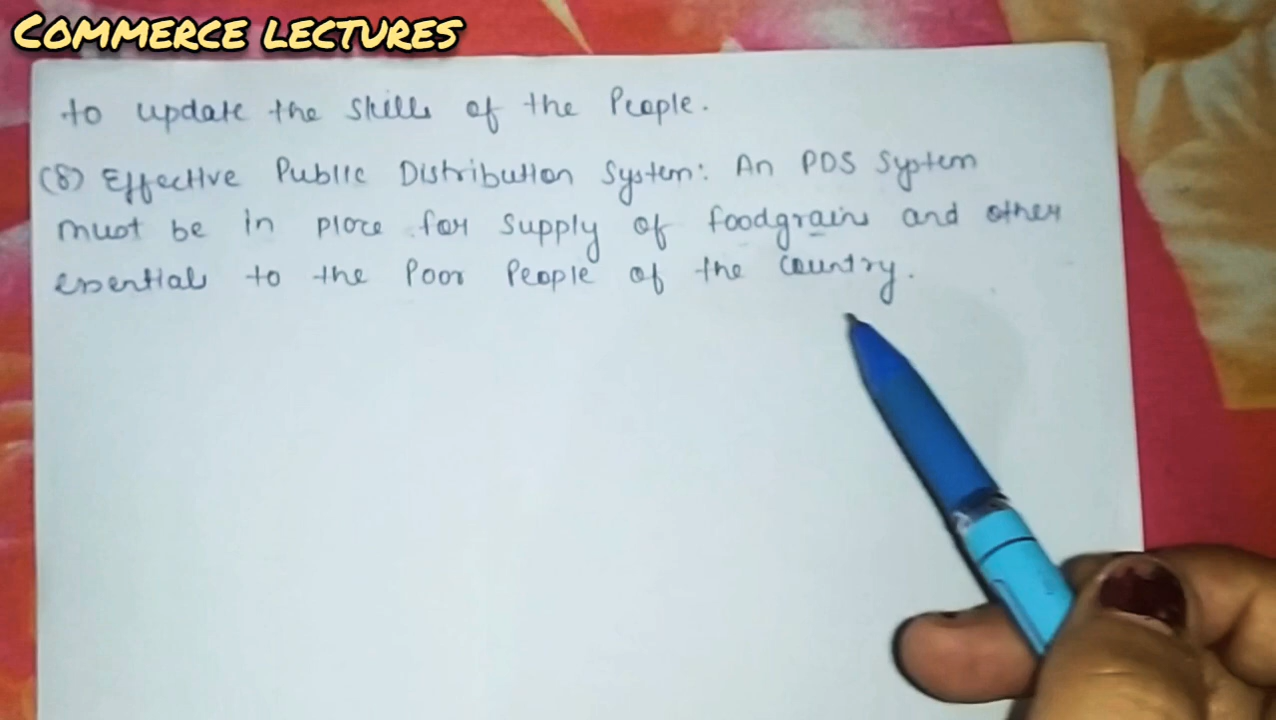 COMMERCE LECTURES
to update the skills of the People.
(8) Effective Public Distribution System: An PDS System
must be in place for supply of foodgrains and other
essentials to the Poor People of the country.